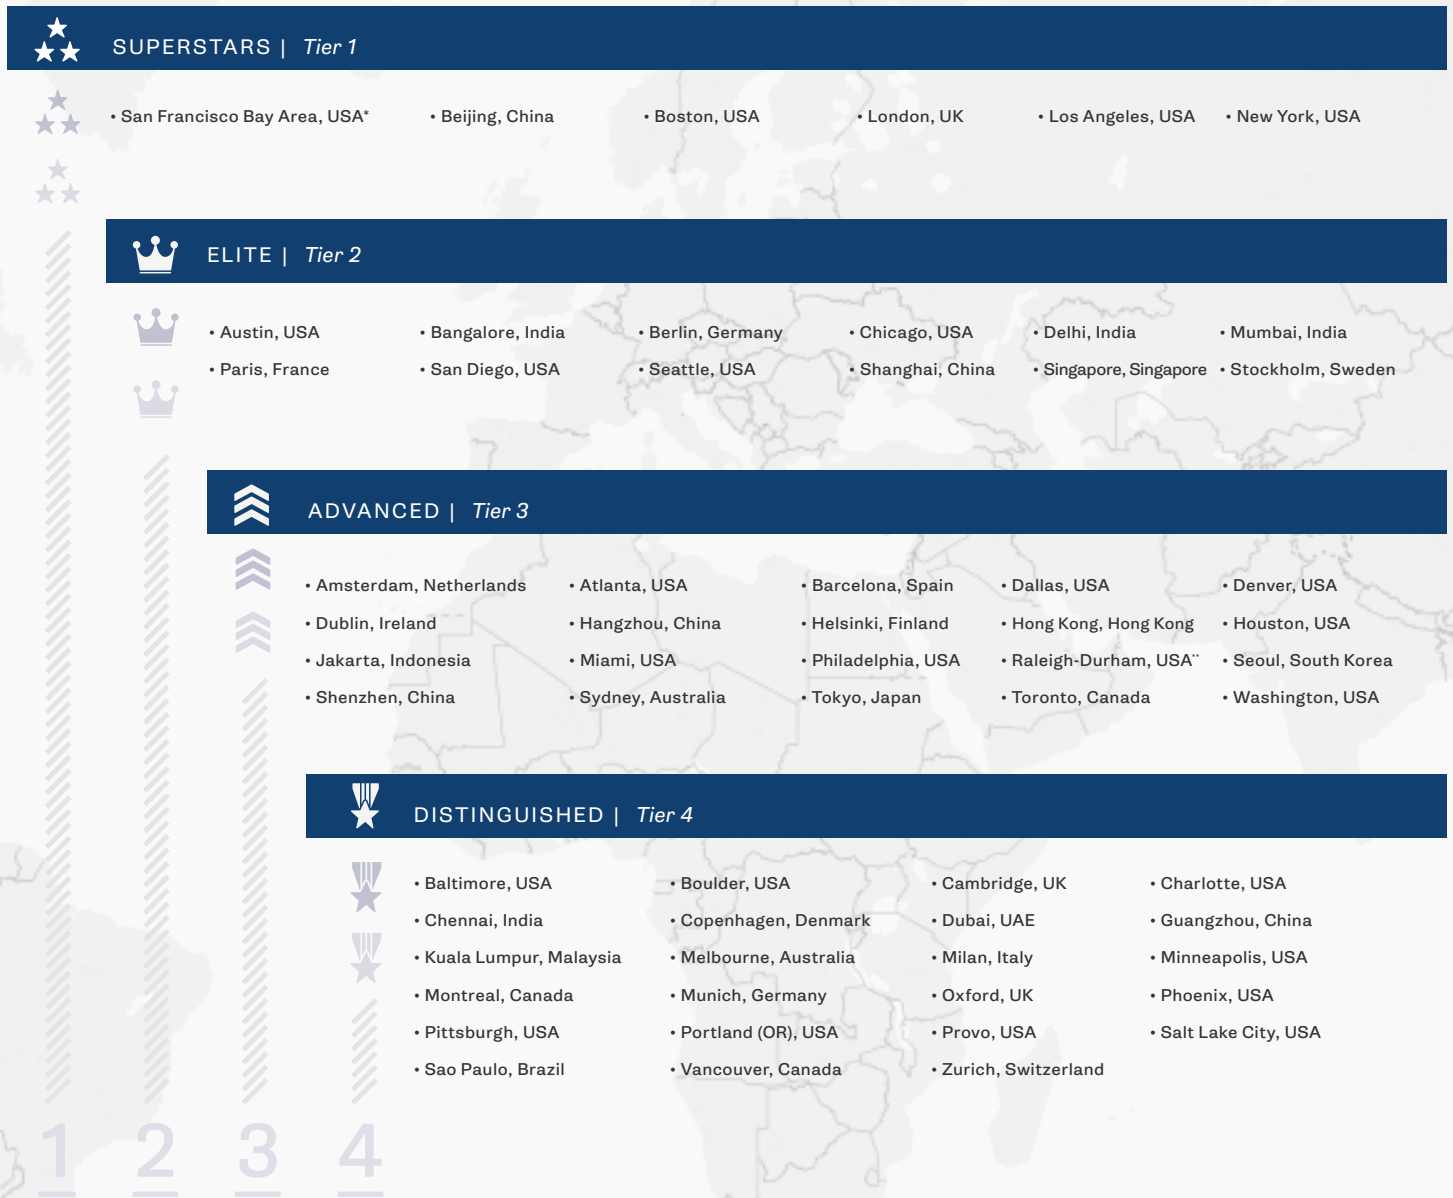 SUPERSTARS | Tier 1
• San Francisco Bay Area, USA* • Beijing, China • Boston, USA • London, UK • Los Angeles, USA • New York, USA
ELITE | Tier 2
• Austin, USA • Bangalore, India • Berlin, Germany • Chicago, USA • Delhi, India • Mumbai, India
• Paris, France • San Diego, USA • Seattle, USA • Shanghai, China • Singapore, Singapore • Stockholm, Sweden
ADVANCED | Tier 3
• Amsterdam, Netherlands • Atlanta, USA • Barcelona, Spain • Dallas, USA • Denver, USA
• Dublin, Ireland • Hangzhou, China • Helsinki, Finland • Hong Kong, Hong Kong • Houston, USA
• Jakarta, Indonesia • Miami, USA • Philadelphia, USA • Raleigh-Durham, USA** • Seoul, South Korea
• Shenzhen, China • Sydney, Australia • Tokyo, Japan • Toronto, Canada • Washington, USA
DISTINGUISHED | Tier 4
• Baltimore, USA • Boulder, USA • Cambridge, UK • Charlotte, USA
• Chennai, India • Copenhagen, Denmark • Dubai, UAE • Guangzhou, China
• Kuala Lumpur, Malaysia • Melbourne, Australia • Milan, Italy • Minneapolis, USA
• Montreal, Canada • Munich, Germany • Oxford, UK • Phoenix, USA
• Pittsburgh, USA • Portland (OR), USA • Provo, USA • Salt Lake City, USA
• Sao Paulo, Brazil • Vancouver, Canada • Zurich, Switzerland
1 2 3 4